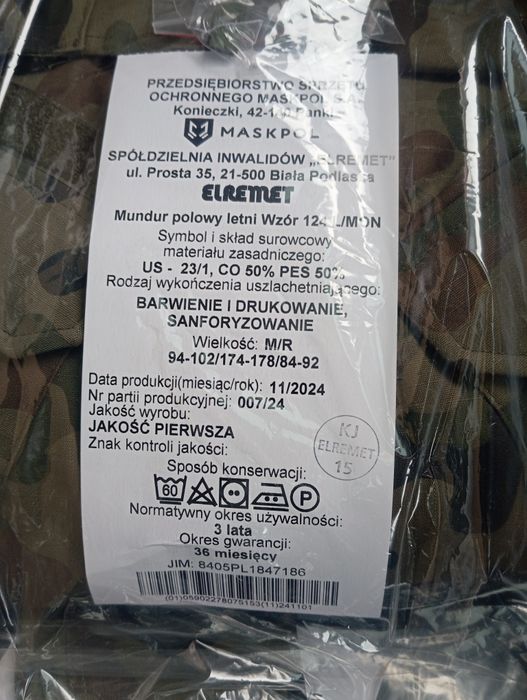 PRZEDSIĘBIORSTWO SPRZĘTU
OCHRONNEGO MASKPOL S.A.
Konieczki, 42-140 Panki
MASKPOL
SPÓŁDZIELNIA INWALIDÓW „ELREMET”
ul. Prosta 35, 21-500 Biała Podlaska
ELREMET
Mundur polowy letni Wzór 124 L/MON
Symbol i skład surowcowy
materiału zasadniczego:
US - 23/1, CO 50% PES 50%
Rodzaj wykończenia uszlachetniającego:
BARWIENIE I DRUKOWANIE,
SANFORYZOWANIE
Wielkość: M/R
94-102/174-178/84-92
Data produkcji(miesiąc/rok): 11/2024
Nr partii produkcyjnej: 007/24
Jakość wyrobu:
JAKOŚĆ PIERWSZA
Znak kontroli jakości:
KJ
ELREMET
15
Sposób konserwacji:
60 P
Normatywny okres używalności:
3 lata
Okres gwarancji:
36 miesięcy
JIM: 8405PL1847186
(01)05902278075153(11)241101